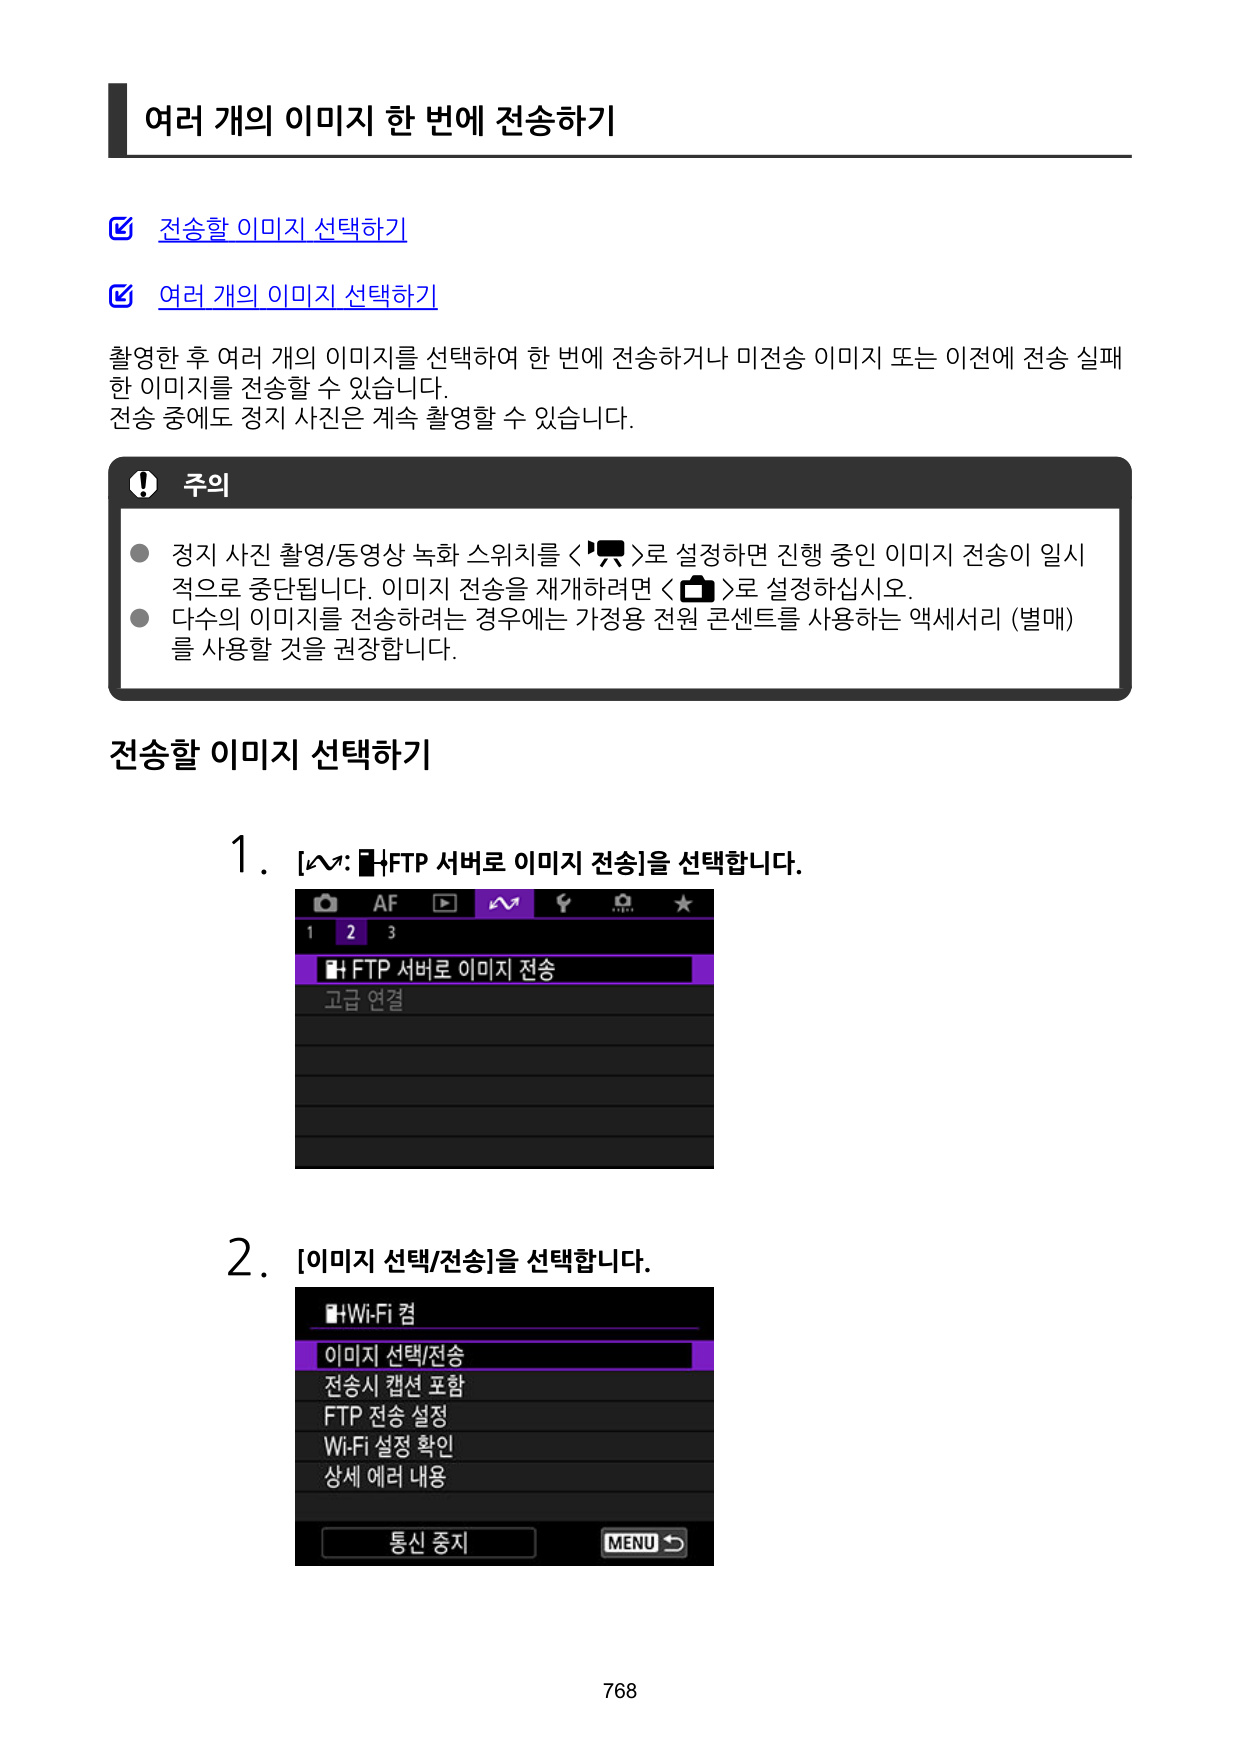 여러 개의 이미지 한 번에 전송하기
전송할 이미지 선택하기
여러 개의 이미지 선택하기
촬영한 후 여러 개의 이미지를 선택하여 한 번에 전송하거나 미전송 이미지 또는 이전에 전송 실패
한 이미지를 전송할 수 있습니다.
전송 중에도 정지 사진은 계속 촬영할 수 있습니다.
주의
● 정지 사진 촬영/동영상 녹화 스위치를 < >로 설정하면 진행 중인 이미지 전송이 일시
적으로 중단됩니다. 이미지 전송을 재개하려면 < >로 설정하십시오.
● 다수의 이미지를 전송하려는 경우에는 가정용 전원 콘센트를 사용하는 액세서리 (별매)
를 사용할 것을 권장합니다.
전송할 이미지 선택하기
1. [ : FTP 서버로 이미지 전송]을 선택합니다.
AF
1 2 3
FTP 서버로 이미지 전송
고급 연결
2. [이미지 선택/전송]을 선택합니다.
Wi-Fi 켬
이미지 선택/전송
전송시 캡션 포함
FTP 전송 설정
Wi-Fi 설정 확인
상세 에러 내용
통신 중지 MENU
768